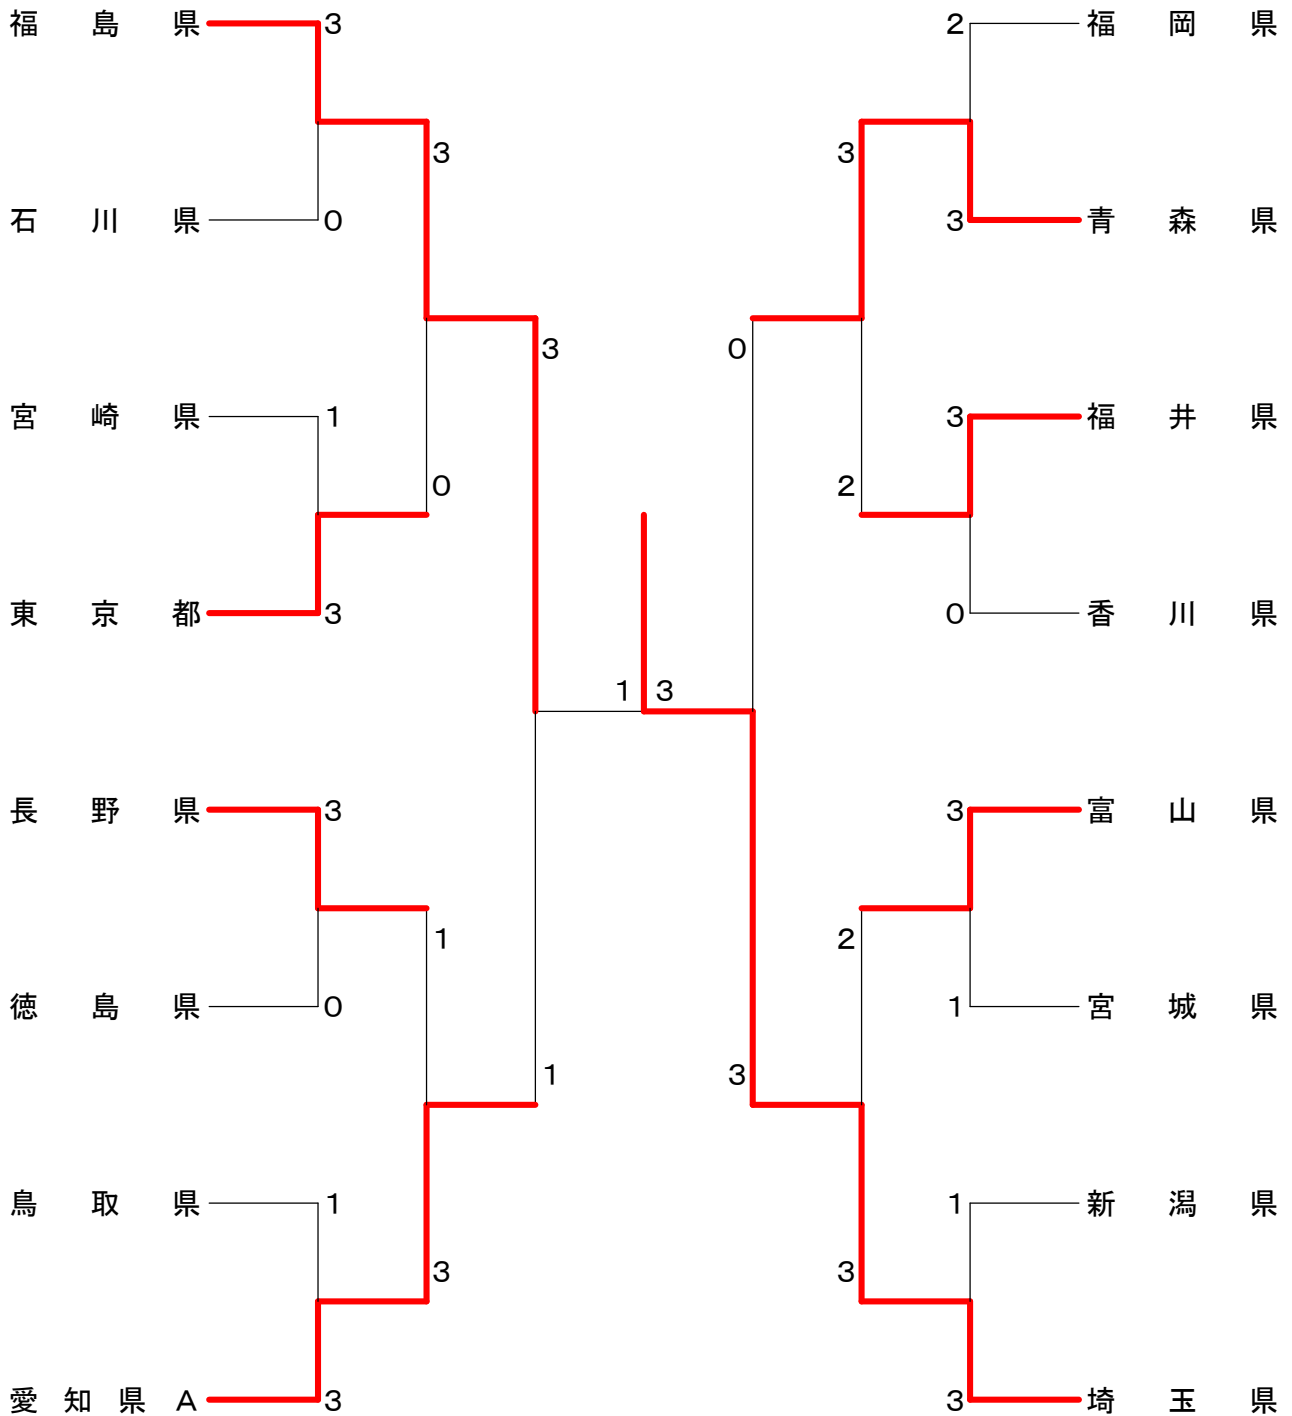 福島県 3 2 福岡県
3 3
石川県 0 3 青森県
3 0
宮崎県 1 3 福井県
0 2
東京都 3 0 香川県
1 3
長野県 3 3 富山県
1 2
徳島県 0 1 宮城県
1 3
鳥取県 1 1 新潟県
3 3
愛知県A 3 3 埼玉県